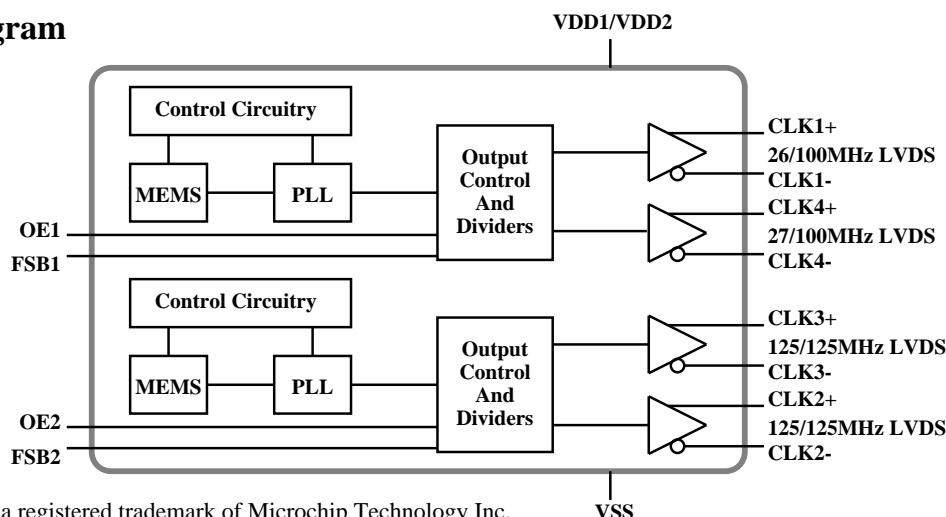 gram
VDD1/VDD2
Control Circuitry
MEMS
PLL
Output
Control
And
Dividers
CLK1+
26/100MHz LVDS
CLK1-
CLK4+
27/100MHz LVDS
CLK4-
OE1
FSB1
Control Circuitry
MEMS
PLL
Output
Control
And
Dividers
CLK3+
125/125MHz LVDS
CLK3-
CLK2+
125/125MHz LVDS
CLK2-
OE2
FSB2
a registered trademark of Microchip Technology Inc.
VSS